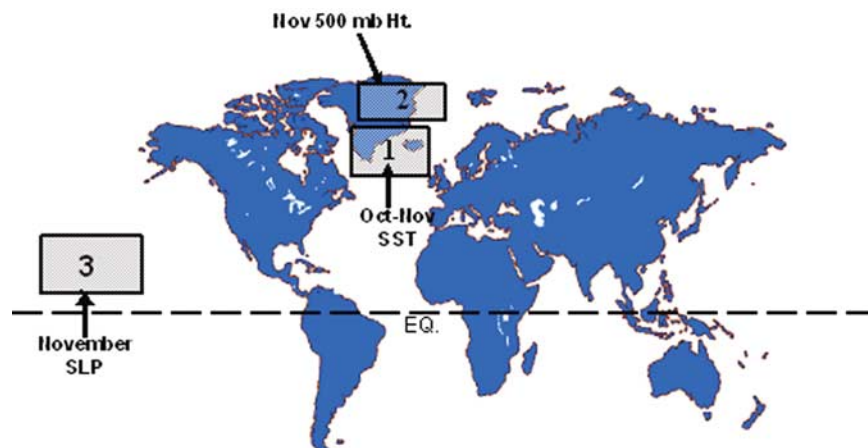 Nov 500 mb Ht.
2
1
Oct-Nov
SST
3
EQ.
November
SLP